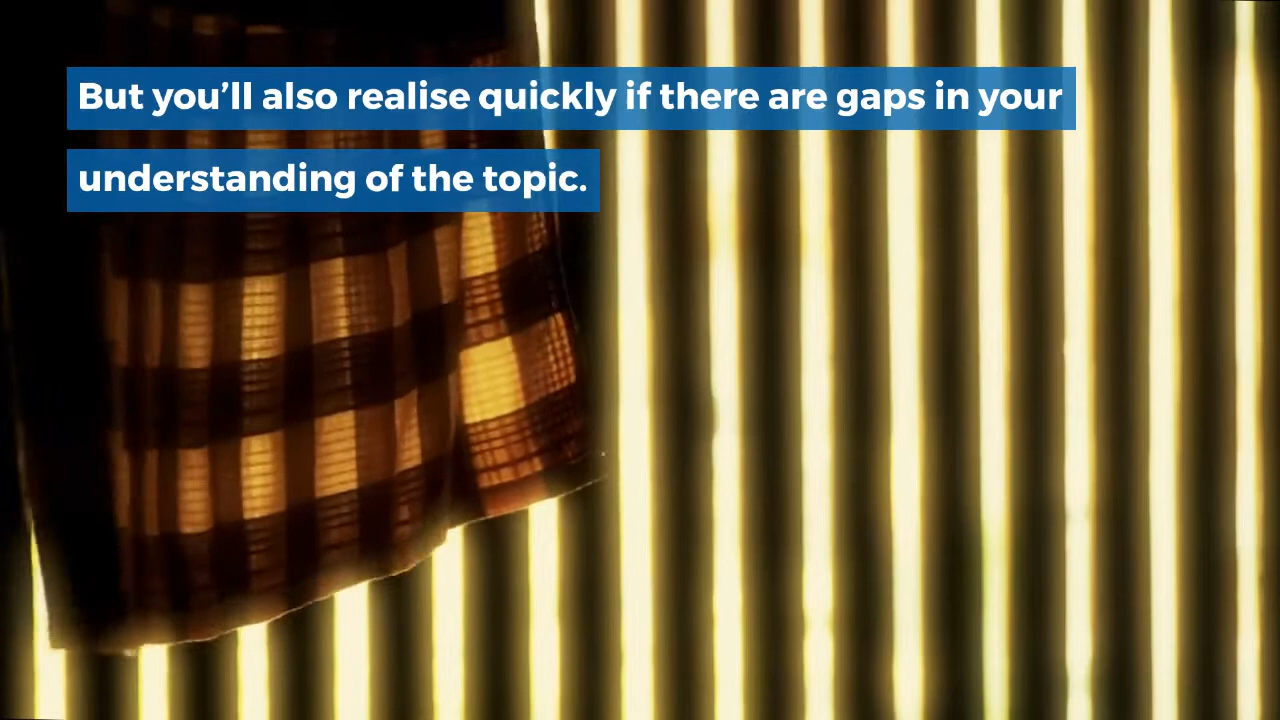 But you’ll also realise quickly if there are gaps in your
understanding of the topic.